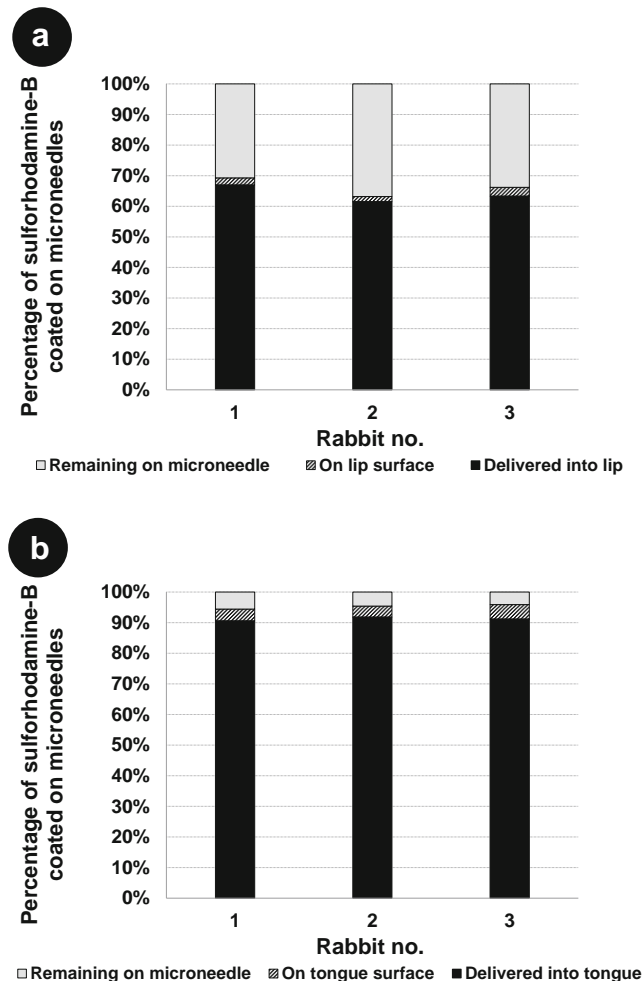 a
Percentage of sulforhodamine-B
coated on microneedles
100%
90%
80%
70%
60%
50%
40%
30%
20%
10%
0%
1 2 3
Rabbit no.
Remaining on microneedle On lip surface Delivered into lip
b
Percentage of sulforhodamine-B
coated on microneedles
100%
90%
80%
70%
60%
50%
40%
30%
20%
10%
0%
1 2 3
Rabbit no.
Remaining on microneedle On tongue surface Delivered into tongue